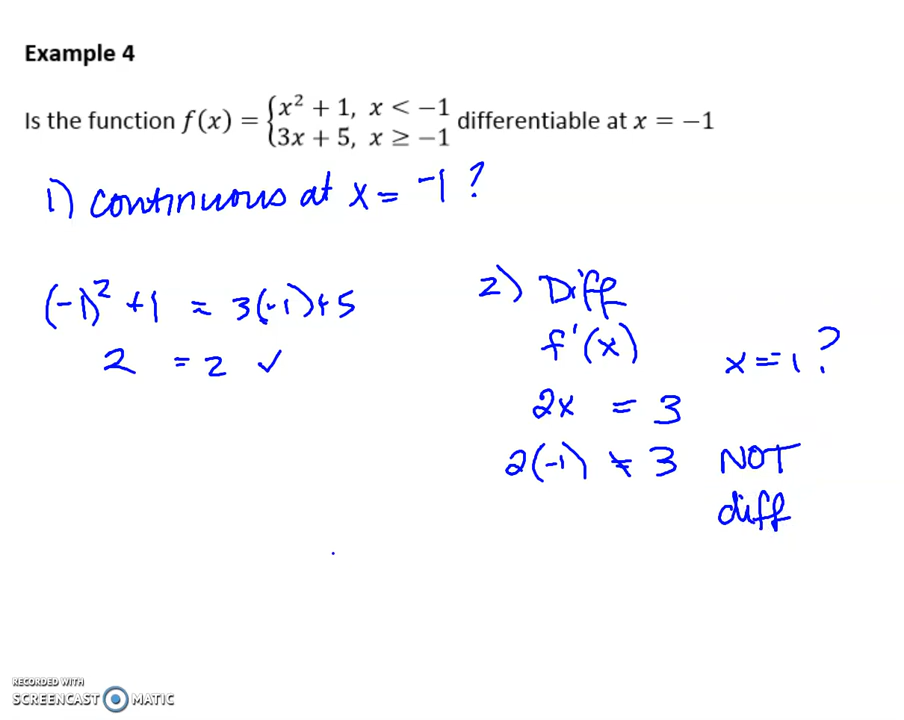 Example 4
Is the function f(x) = {x² + 1, x < −1
{3x + 5, x ≥ −1 differentiable at x = −1
1) continuous at x = -1 ?
(-1)² + 1 = 3(-1)+5
2 = 2 ✓
2) Diff
f'(x)
x = -1 ?
2x = 3
2(-1) ≠ 3 NOT
diff
RECORDED WITH
SCREENCAST O MATIC